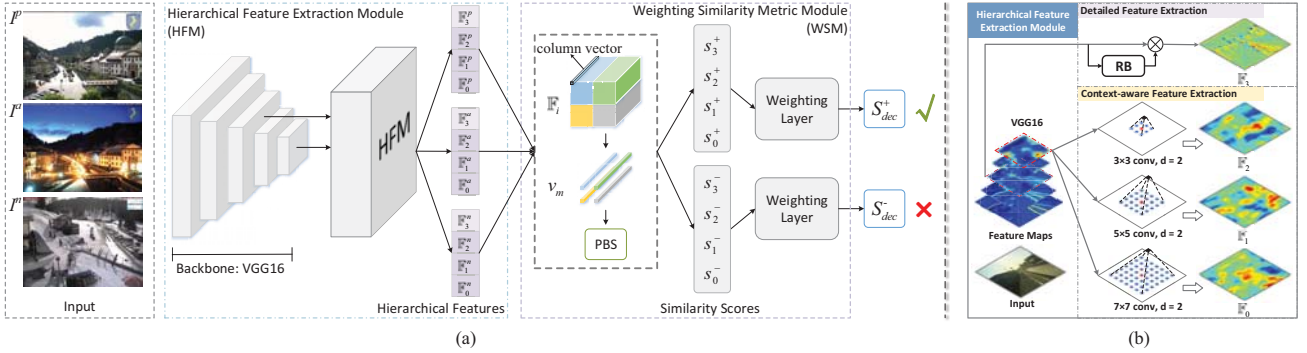 I^p
I^a
I^n
Input
Hierarchical Feature Extraction Module
(HFM)
Backbone: VGG16
HFM
𝔽_3^p
𝔽_2^p
𝔽_1^p
𝔽_0^p
𝔽_3^a
𝔽_2^a
𝔽_1^a
𝔽_0^a
𝔽_3^n
𝔽_2^n
𝔽_1^n
𝔽_0^n
Hierarchical Features
Weighting Similarity Metric Module
(WSM)
column vector
𝔽_i
v_m
PBS
s_3^+
s_2^+
s_1^+
s_0^+
s_3^-
s_2^-
s_1^-
s_0^-
Similarity Scores
Weighting
Layer
S_dec^+
Weighting
Layer
S_dec^-
(a)
Hierarchical Feature
Extraction Module
Detailed Feature Extraction
RB
𝔽_3
Context-aware Feature Extraction
VGG16
Feature Maps
Input
3×3 conv, d = 2
𝔽_2
5×5 conv, d = 2
𝔽_1
7×7 conv, d = 2
𝔽_0
(b)